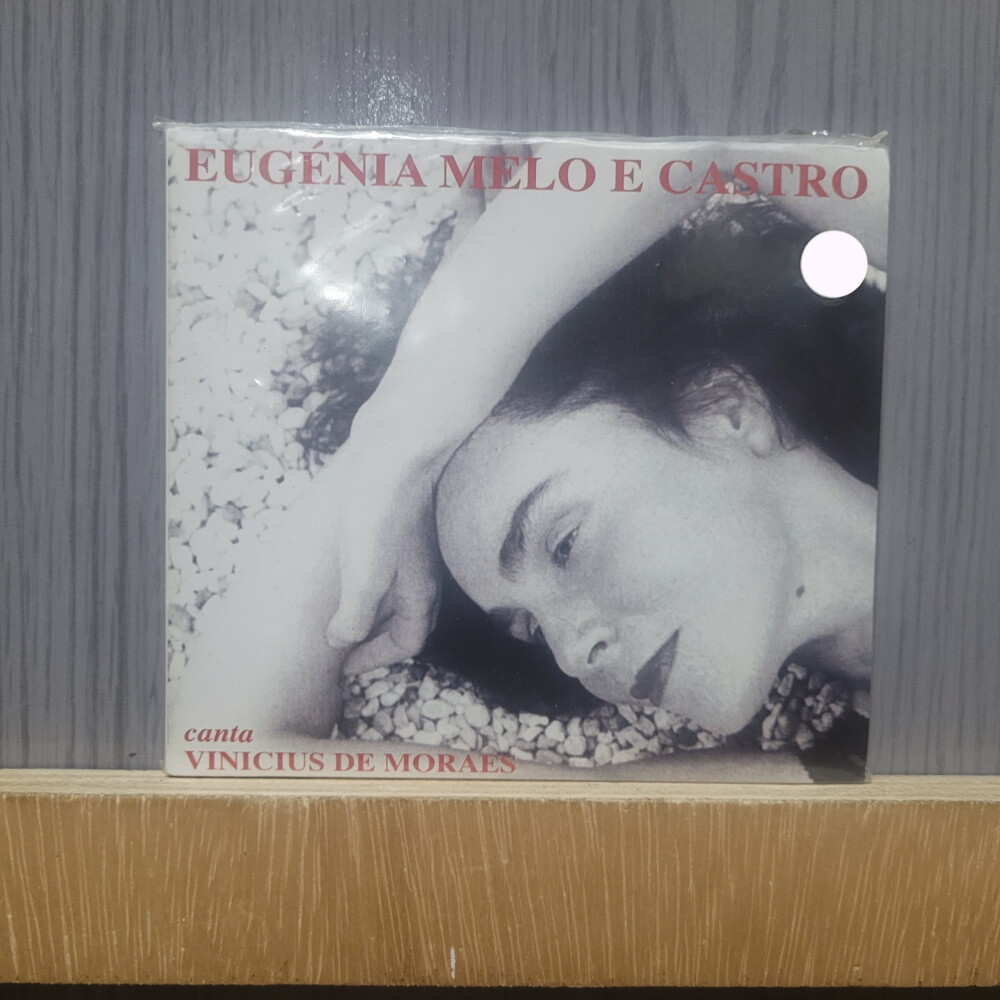 EUGÉNIA MELO E CASTRO
canta
VINICIUS DE MORAES